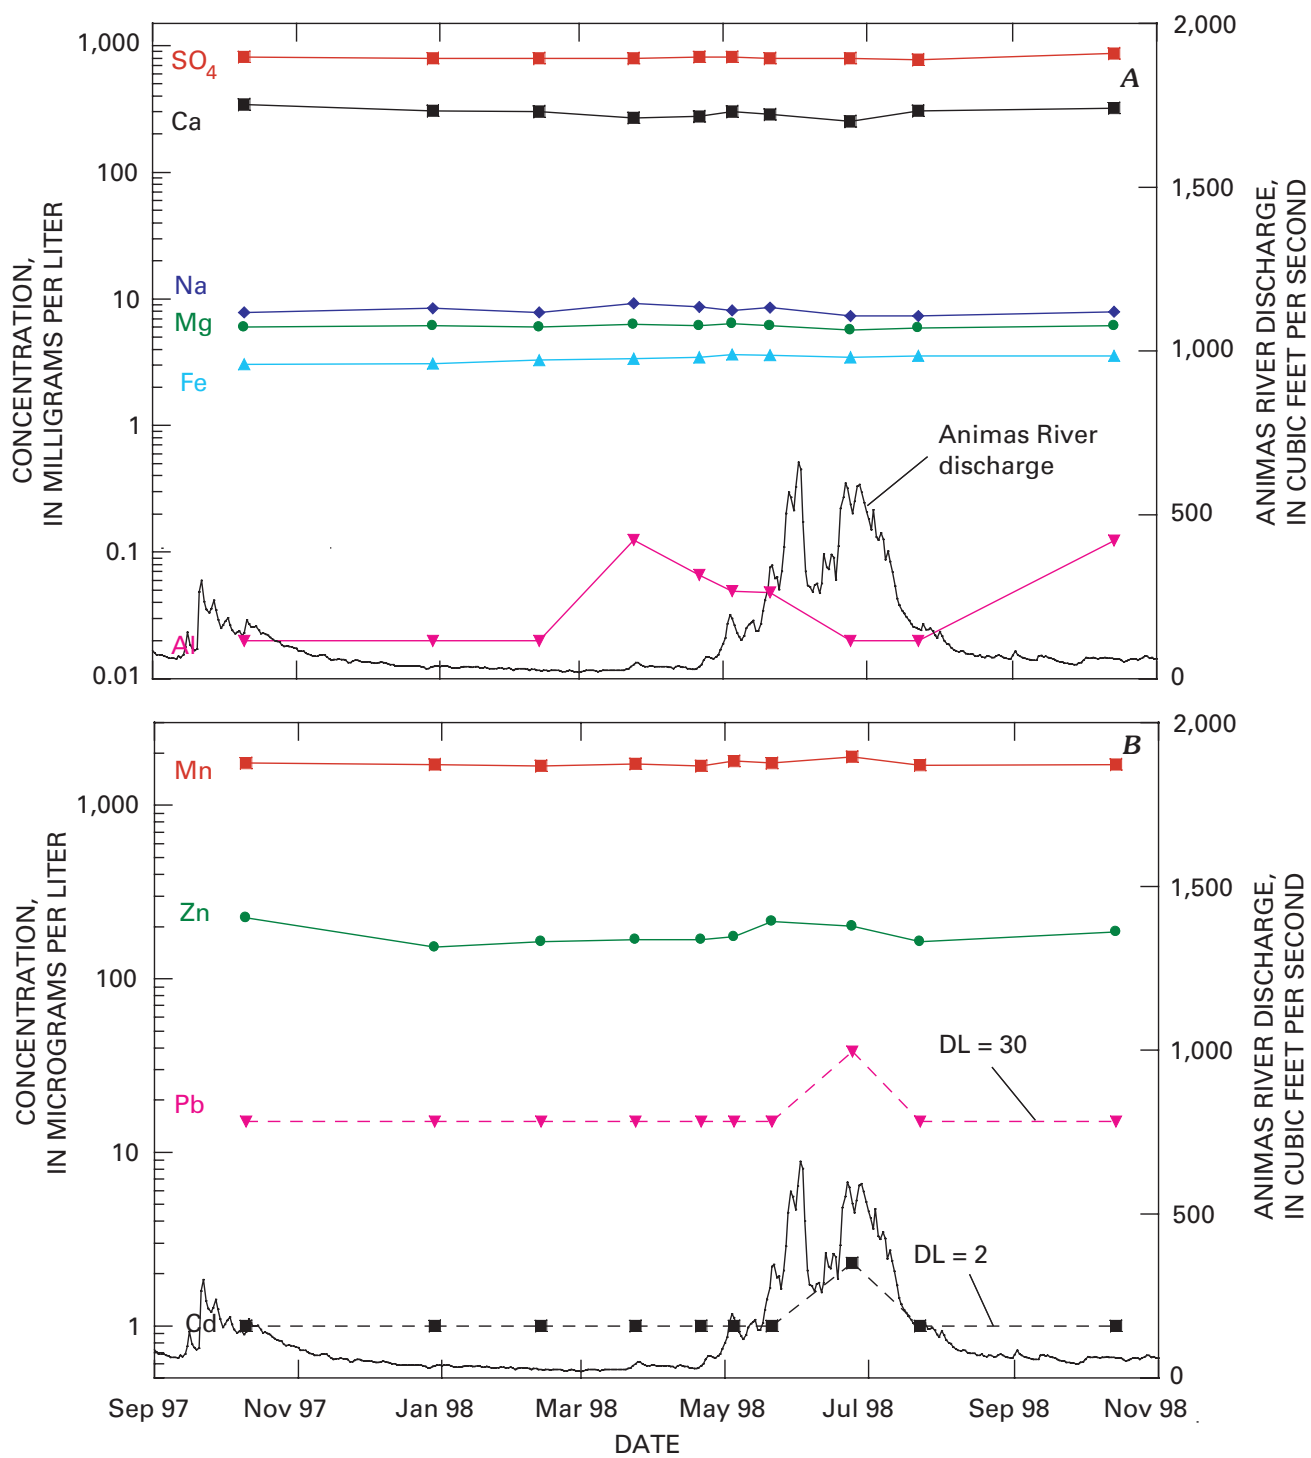 1,000
100
10
1
0.1
0.01
CONCENTRATION,
IN MILLIGRAMS PER LITER
SO4
Ca
Na
Mg
Fe
Al
A
Animas River
discharge
2,000
1,500
1,000
500
0
ANIMAS RIVER DISCHARGE,
IN CUBIC FEET PER SECOND
1,000
100
10
1
CONCENTRATION,
IN MICROGRAMS PER LITER
Mn
Zn
Pb
Cd
B
DL = 30
DL = 2
2,000
1,500
1,000
500
0
ANIMAS RIVER DISCHARGE,
IN CUBIC FEET PER SECOND
Sep 97 Nov 97 Jan 98 Mar 98 May 98 Jul 98 Sep 98 Nov 98
DATE